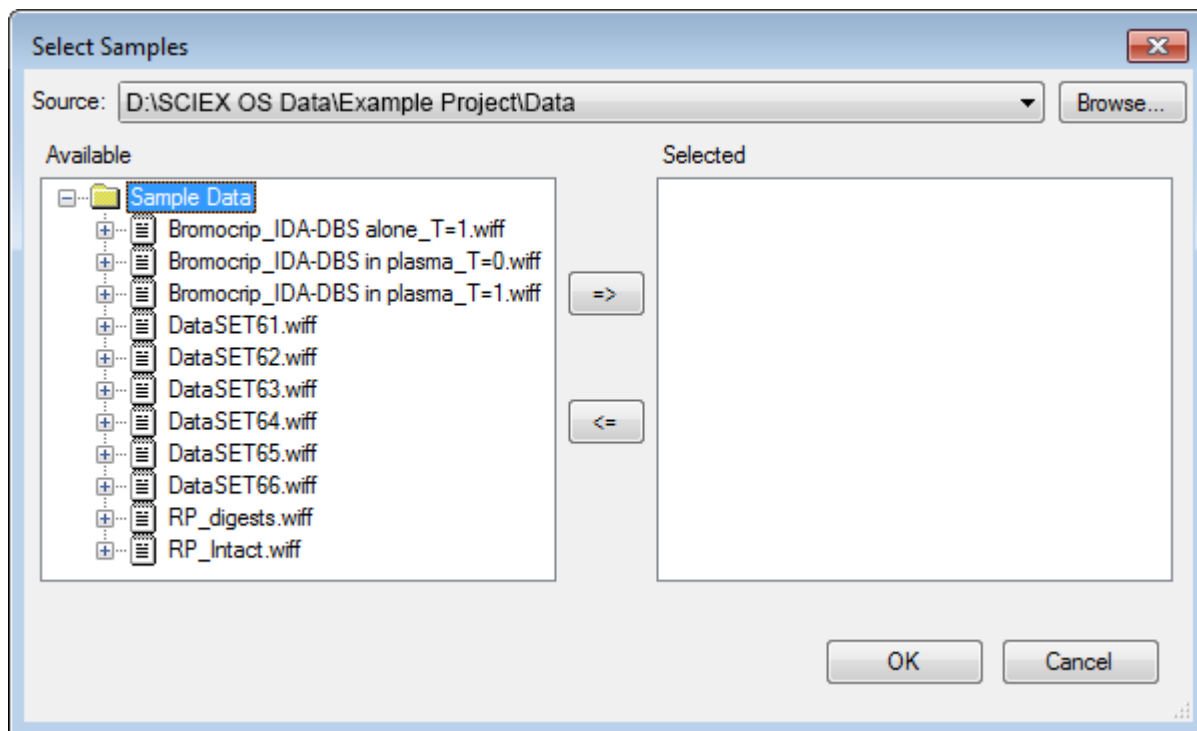 Select Samples
Source: D:\SCIEX OS Data\Example Project\Data Browse...
Available Selected
Sample Data
Bromocrip_IDA-DBS alone_T=1.wiff
Bromocrip_IDA-DBS in plasma_T=0.wiff
Bromocrip_IDA-DBS in plasma_T=1.wiff
=>
DataSET61.wiff
DataSET62.wiff
DataSET63.wiff
DataSET64.wiff
<=
DataSET65.wiff
DataSET66.wiff
RP_digests.wiff
RP_Intact.wiff
OK Cancel